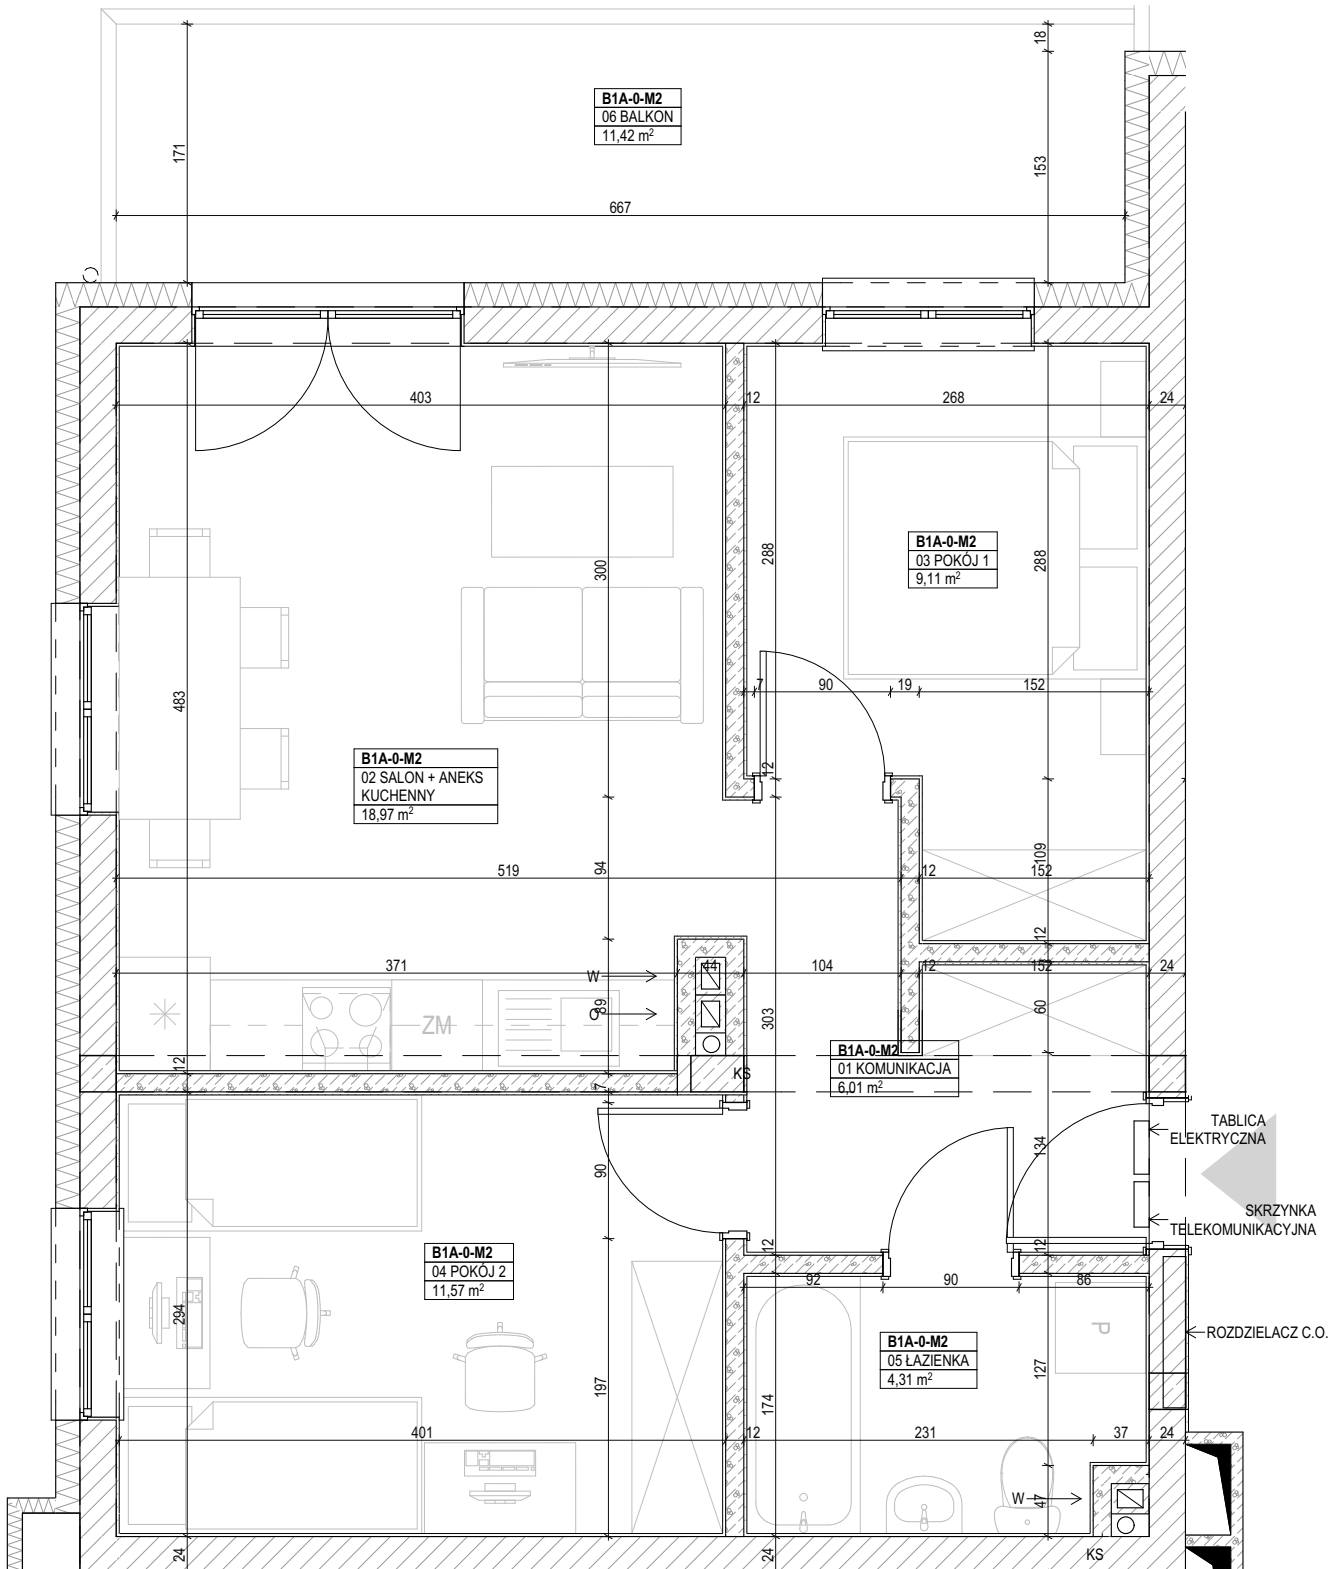 18
B1A-0-M2
06 BALKON
11,42 m²
171
153
667
403
12
268
24
288
300
288
B1A-0-M2
03 POKÓJ 1
9,11 m²
7
90
19
152
483
12
B1A-0-M2
02 SALON + ANEKS
KUCHENNY
18,97 m²
519
94
12
152
109
12
371
W
44
104
12
152
24
O
89
303
60
ZM
12
KS
7
B1A-0-M2
01 KOMUNIKACJA
6,01 m²
TABLICA
ELEKTRYCZNA
134
90
SKRZYNKA
TELEKOMUNIKACYJNA
12
12
B1A-0-M2
04 POKÓJ 2
11,57 m²
92
90
86
294
ROZDZIELACZ C.O.
B1A-0-M2
05 ŁAZIENKA
4,31 m²
P
127
197
174
401
12
231
37
24
W
47
24
24
KS